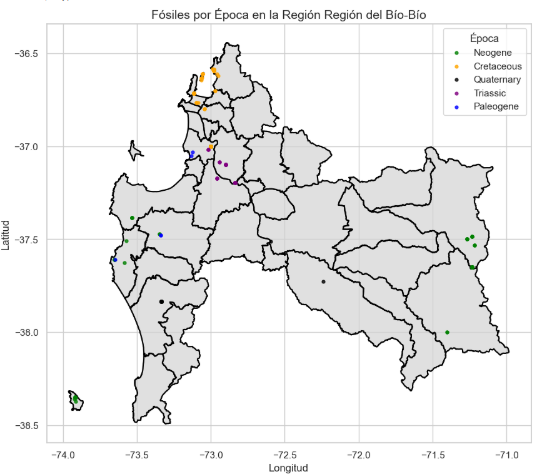 Fósiles por Época en la Región Región del Bío-Bío
Época
Neogene
Cretaceous
Quaternary
Triassic
Paleogene
−36.5
−37.0
−37.5
−38.0
−38.5
Latitud
−74.0 −73.5 −73.0 −72.5 −72.0 −71.5 −71.0
Longitud